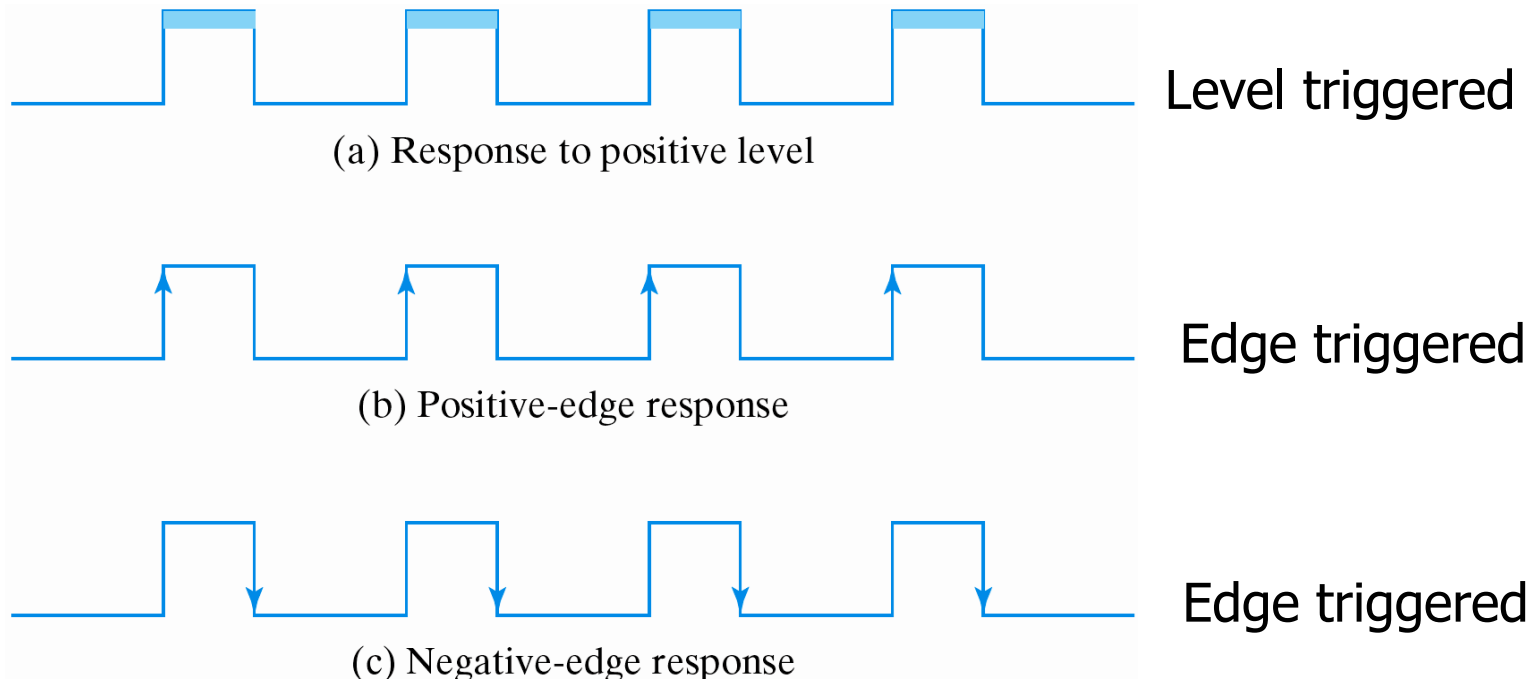 Level triggered
(a) Response to positive level
Edge triggered
(b) Positive-edge response
Edge triggered
(c) Negative-edge response